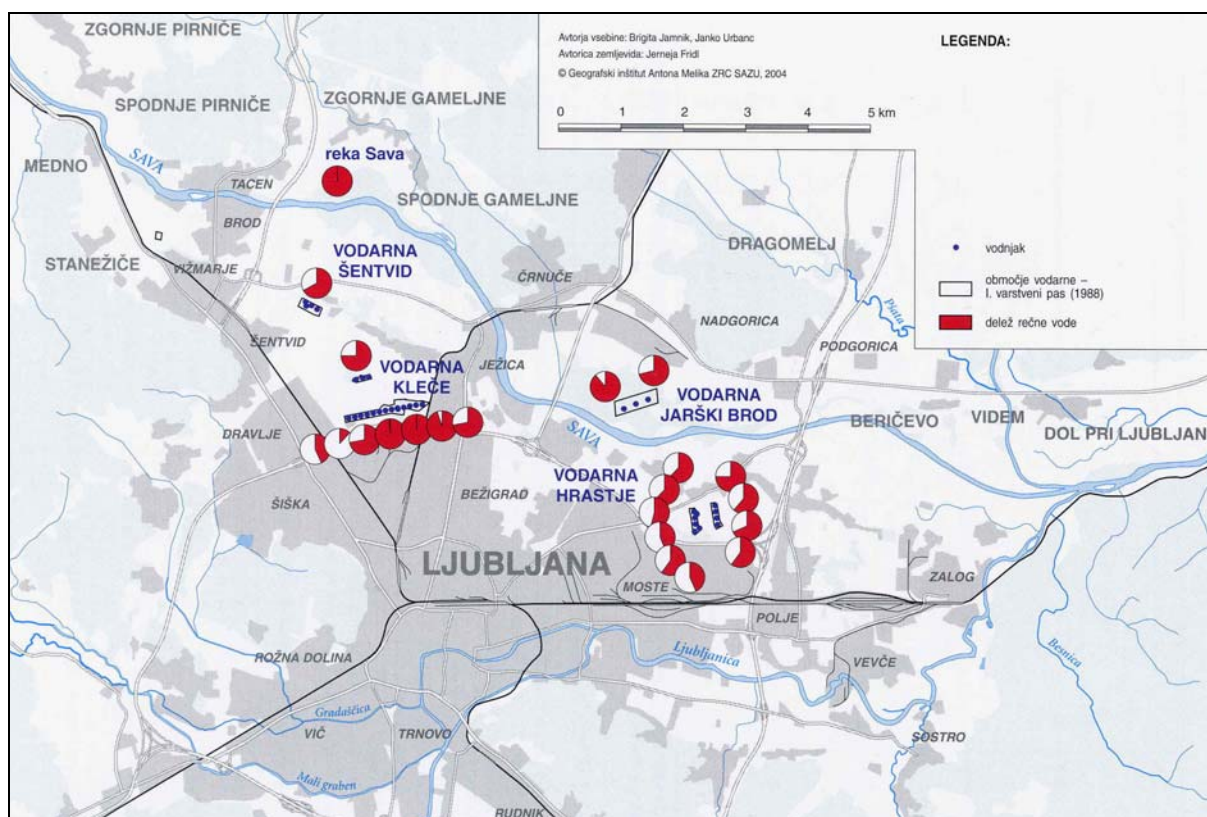 ZGORNJE PIRNIČE
Avtorja vsebine: Brigita Jamnik, Janko Urbanc
Avtorica zemljevida: Jerneja Fridl
© Geografski inštitut Antona Melika ZRC SAZU, 2004
LEGENDA:
0 1 2 3 4 5 km
SPODNJE PIRNIČE
ZGORNJE GAMELJNE
reka Sava
MEDNO
SAVA
TACEN
SPODNJE GAMELJNE
BROD
STANEŽIČE
VIŽMARJE
VODARNA
ŠENTVID
DRAGOMELJ
ČRNUČE
vodnjak
območje vodarne –
I. varstveni pas (1988)
delež rečne vode
Pšata
NADGORICA
PODGORICA
ŠENTVID
VODARNA
KLEČE
JEŽICA
VODARNA
JARŠKI BROD
SAVA
BERIČEVO
VIDEM
DOL PRI LJUBLJAN
DRAVLJE
VODARNA
HRASTJE
ŠIŠKA
BEŽIGRAD
LJUBLJANA
MOSTE
ZALOG
POLJE
Ljubljanica
Besnica
ROŽNA DOLINA
VEVČE
Gradaščica
VIČ
TRNOVO
SOSTRO
Mali graben
RUDNIK